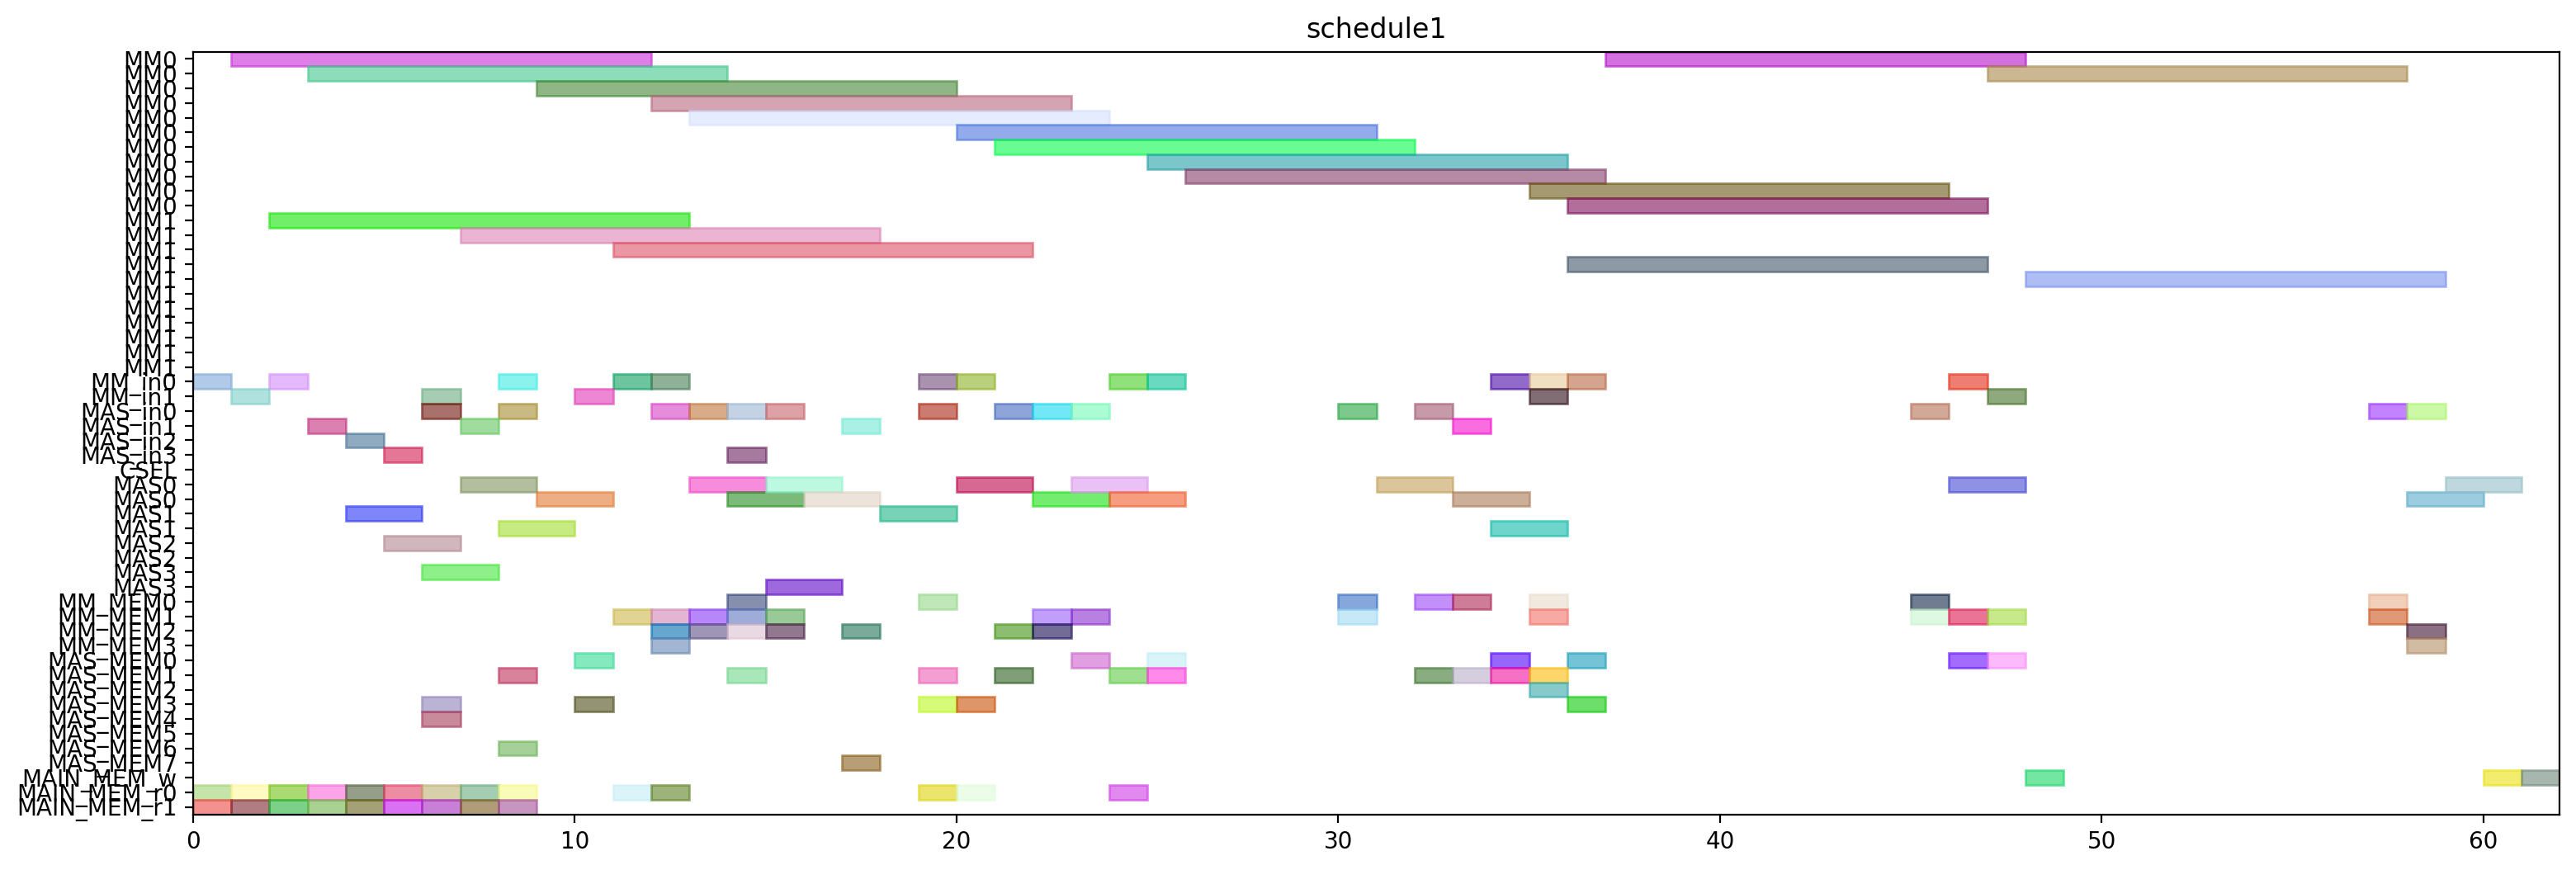 schedule1
MM0
MM0
MM0
MM0
MM0
MM0
MM0
MM0
MM0
MM0
MM0
MM1
MM1
MM1
MM1
MM1
MM1
MM1
MM1
MM1
MM1
MM1
MM_in0
MM_in1
MAS_in0
MAS_in1
MAS_in2
MAS_in3
CSEL
MAS0
MAS0
MAS1
MAS1
MAS2
MAS2
MAS3
MAS3
MM_MEM0
MM_MEM1
MM_MEM2
MM_MEM3
MAS_MEM0
MAS_MEM1
MAS_MEM2
MAS_MEM3
MAS_MEM4
MAS_MEM5
MAS_MEM6
MAS_MEM7
MAIN_MEM_w
MAIN_MEM_r0
MAIN_MEM_r1
0 10 20 30 40 50 60